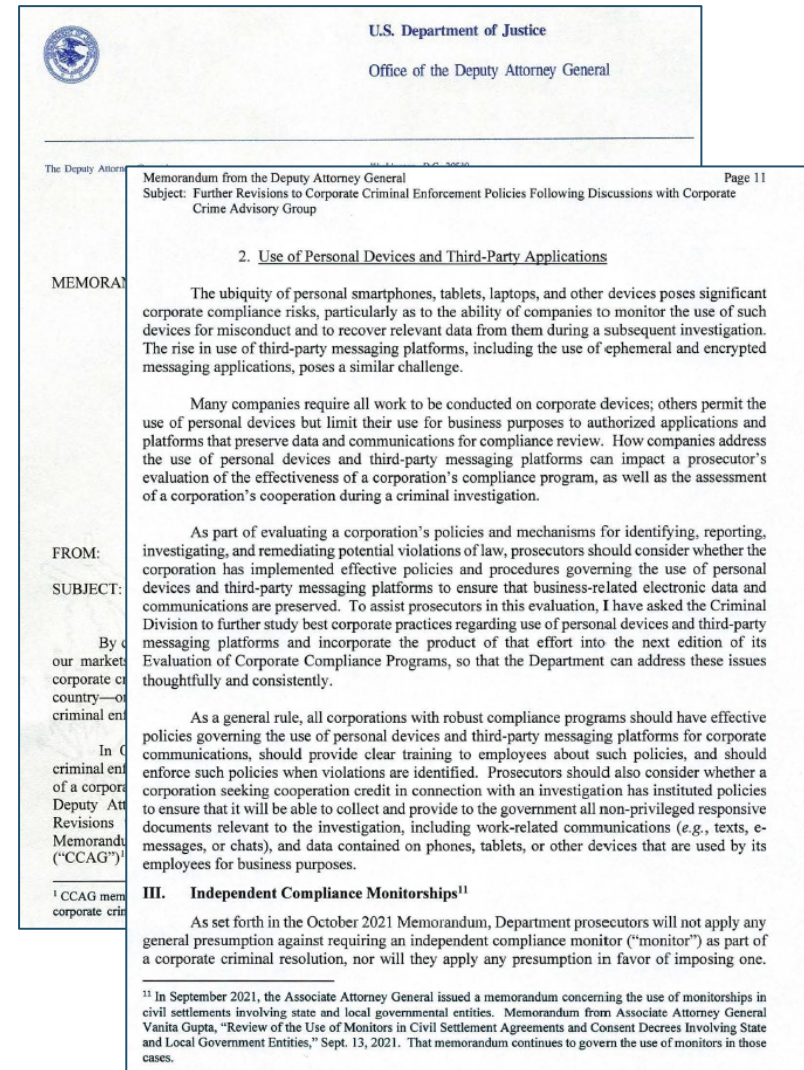 U.S. Department of Justice
Office of the Deputy Attorney General
The Deputy
Memorandum from the Deputy Attorney General Page 11
Subject: Further Revisions to Corporate Criminal Enforcement Policies Following Discussions with Corporate
Crime Advisory Group
2. Use of Personal Devices and Third-Party Applications
The ubiquity of personal smartphones, tablets, laptops, and other devices poses significant
corporate compliance risks, particularly as to the ability of companies to monitor the use of such
devices for misconduct and to recover relevant data from them during a subsequent investigation.
The rise in use of third-party messaging platforms, including the use of ephemeral and encrypted
messaging applications, poses a similar challenge.
Many companies require all work to be conducted on corporate devices; others permit the
use of personal devices but limit their use for business purposes to authorized applications and
platforms that preserve data and communications for compliance review. How companies address
the use of personal devices and third-party messaging platforms can impact a prosecutor's
evaluation of the effectiveness of a corporation's compliance program, as well as the assessment
of a corporation's cooperation during a criminal investigation.
As part of evaluating a corporation's policies and mechanisms for identifying, reporting,
investigating, and remediating potential violations of law, prosecutors should consider whether the
corporation has implemented effective policies and procedures governing the use of personal
devices and third-party messaging platforms to ensure that business-related electronic data and
communications are preserved. To assist prosecutors in this evaluation, I have asked the Criminal
Division to further study best corporate practices regarding use of personal devices and third-party
messaging platforms and incorporate the product of that effort into the next edition of its
Evaluation of Corporate Compliance Programs, so that the Department can address these issues
thoughtfully and consistently.
As a general rule, all corporations with robust compliance programs should have effective
policies governing the use of personal devices and third-party messaging platforms for corporate
communications, should provide clear training to employees about such policies, and should
enforce such policies when violations are identified. Prosecutors should also consider whether a
corporation seeking cooperation credit in connection with an investigation has instituted policies
to ensure that it will be able to collect and provide to the government all non-privileged responsive
documents relevant to the investigation, including work-related communications (e.g., texts, e-
messages, or chats), and data contained on phones, tablets, or other devices that are used by its
employees for business purposes.
III. Independent Compliance Monitorships11
As set forth in the October 2021 Memorandum, Department prosecutors will not apply any
general presumption against requiring an independent compliance monitor ("monitor") as part of
a corporate criminal resolution, nor will they apply any presumption in favor of imposing one.
11 In September 2021, the Associate Attorney General issued a memorandum concerning the use of monitorships in
civil settlements involving state and local governmental entities. Memorandum from Associate Attorney General
Vanita Gupta, "Review of the Use of Monitors in Civil Settlement Agreements and Consent Decrees Involving State
and Local Government Entities," Sept. 13, 2021. That memorandum continues to govern the use of monitors in those
cases.
FROM:
SUBJECT:
By
our
corporate
criminal
In
criminal
of a
Deputy
Revisions
("CCAG")1
1 CCAG
corporate